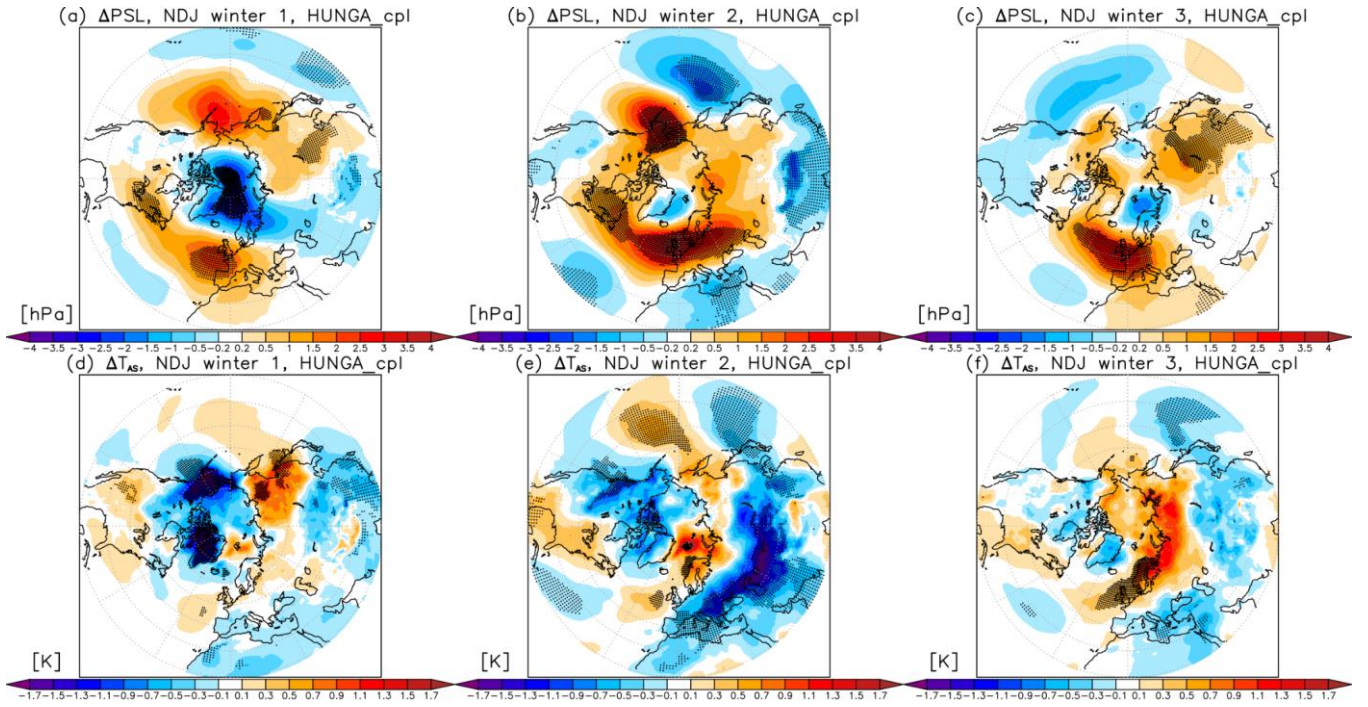 (a) ΔPSL, NDJ winter 1, HUNGA_cpl
(b) ΔPSL, NDJ winter 2, HUNGA_cpl
(c) ΔPSL, NDJ winter 3, HUNGA_cpl
[hPa]
-4 -3.5 -3 -2.5 -2 -1.5 -1 -0.5 -0.2 0.2 0.5 1 1.5 2 2.5 3 3.5 4
[hPa]
-4 -3.5 -3 -2.5 -2 -1.5 -1 -0.5 -0.2 0.2 0.5 1 1.5 2 2.5 3 3.5 4
[hPa]
-4 -3.5 -3 -2.5 -2 -1.5 -1 -0.5 -0.2 0.2 0.5 1 1.5 2 2.5 3 3.5 4
(d) ΔTAS, NDJ winter 1, HUNGA_cpl
(e) ΔTAS, NDJ winter 2, HUNGA_cpl
(f) ΔTAS, NDJ winter 3, HUNGA_cpl
[K]
-1.7 -1.5 -1.3 -1.1 -0.9 -0.7 -0.5 -0.3 -0.1 0.1 0.3 0.5 0.7 0.9 1.1 1.3 1.5 1.7
[K]
-1.7 -1.5 -1.3 -1.1 -0.9 -0.7 -0.5 -0.3 -0.1 0.1 0.3 0.5 0.7 0.9 1.1 1.3 1.5 1.7
[K]
-1.7 -1.5 -1.3 -1.1 -0.9 -0.7 -0.5 -0.3 -0.1 0.1 0.3 0.5 0.7 0.9 1.1 1.3 1.5 1.7